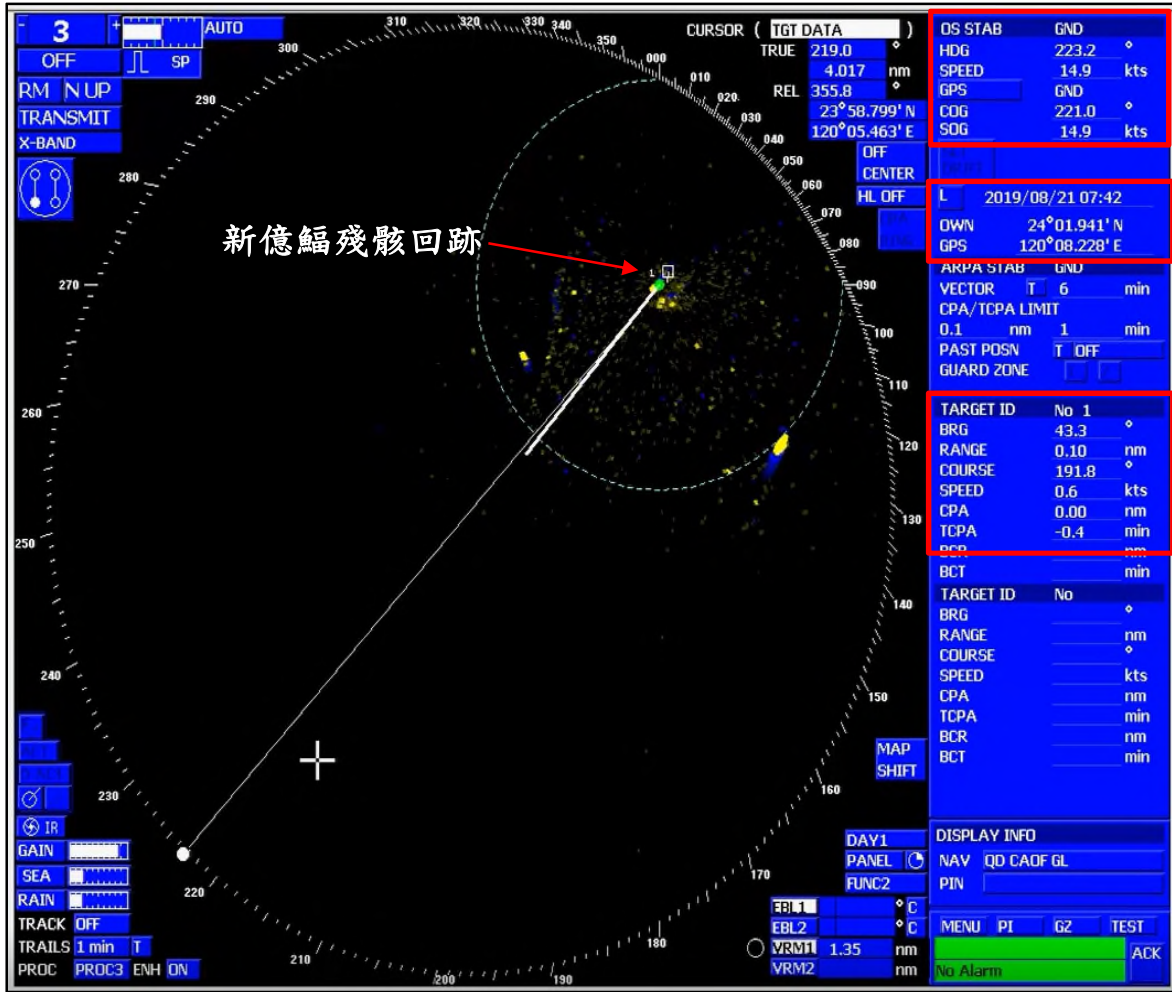 - 3 +
OFF
AUTO
SP
RM N UP
TRANSMIT
X-BAND
CURSOR ( TGT DATA )
TRUE 219.0 °
4.017 nm
REL 355.8 °
23°58.799' N
120°05.463' E
OFF
CENTER
HL OFF
310 320 330 340 350 000 010 020 030 040 050 060 070 080 090 100 110 120 130 140 150 160 170 180 190 200 210 220 230 240 250 260 270 280 290 300
新億鯿殘骸回跡
1
OS STAB GND
HDG 223.2 °
SPEED 14.9 kts
GPS GND
COG 221.0 °
SOG 14.9 kts
L 2019/08/21 07:42
OWN 24°01.941' N
GPS 120°08.228' E
ARPA STAB GND
VECTOR T 6 min
CPA/TCPA LIMIT
0.1 nm 1 min
PAST POSN T OFF
GUARD ZONE
TARGET ID No 1
BRG 43.3 °
RANGE 0.10 nm
COURSE 191.8 °
SPEED 0.6 kts
CPA 0.00 nm
TCPA -0.4 min
BCR nm
BCT min
TARGET ID No
BRG °
RANGE nm
COURSE °
SPEED kts
CPA nm
TCPA min
BCR nm
BCT min
MAP
SHIFT
IR
GAIN
SEA
RAIN
TRACK OFF
TRAILS 1 min T
PROC PROC3 ENH ON
DAY1
PANEL
FUNC2
EBL1 ° C
EBL2 ° C
VRM1 1.35 nm
VRM2 nm
DISPLAY INFO
NAV QD CAOF GL
PIN
MENU PI GZ TEST
ACK
No Alarm